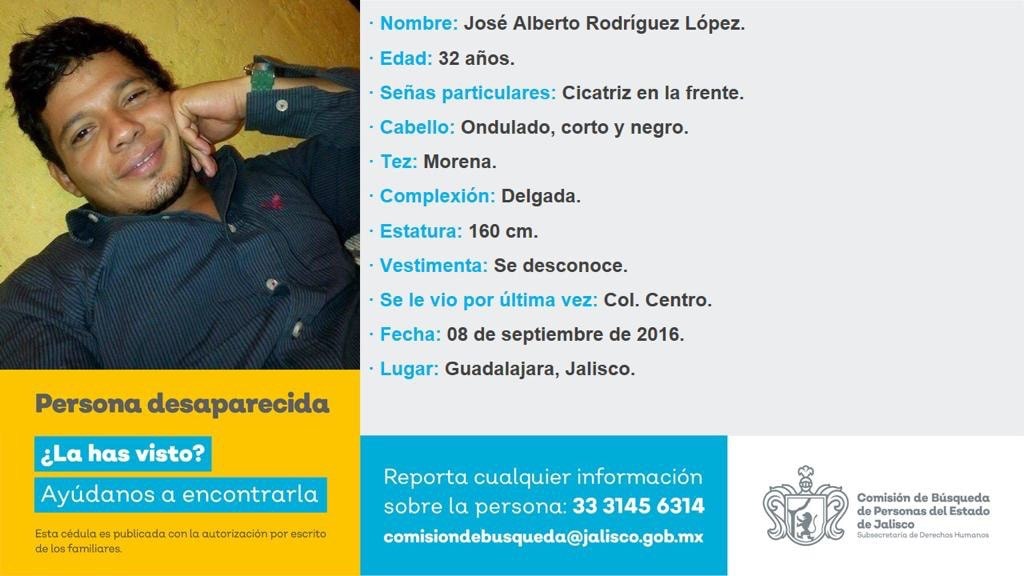 · Nombre: José Alberto Rodríguez López.
· Edad: 32 años.
· Señas particulares: Cicatriz en la frente.
· Cabello: Ondulado, corto y negro.
· Tez: Morena.
· Complexión: Delgada.
· Estatura: 160 cm.
· Vestimenta: Se desconoce.
· Se le vio por última vez: Col. Centro.
· Fecha: 08 de septiembre de 2016.
· Lugar: Guadalajara, Jalisco.
Persona desaparecida
¿La has visto?
Ayúdanos a encontrarla
Esta cédula es publicada con la autorización por escrito
de los familiares.
Reporta cualquier información
sobre la persona: 33 3145 6314
comisiondebusqueda@jalisco.gob.mx
Comisión de Búsqueda
de Personas del Estado
de Jalisco
Subsecretaría de Derechos Humanos